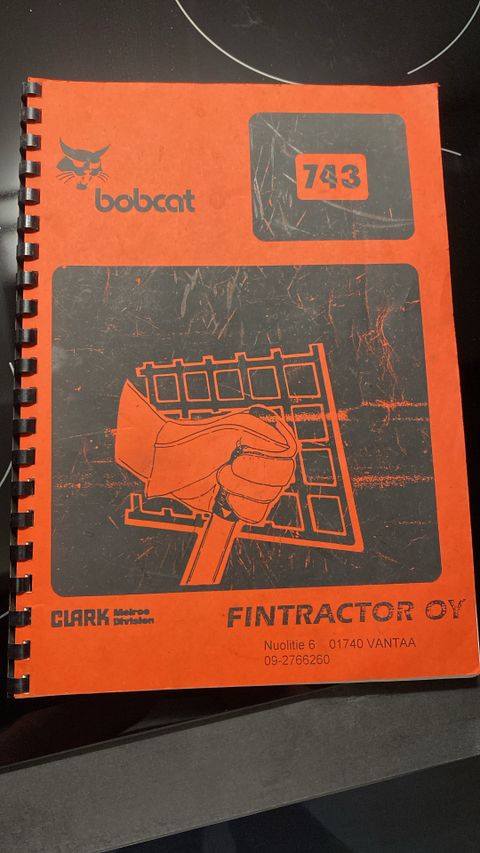 bobcat
743
CLARK Melroe
Division
FINTRACTOR OY
Nuolitie 6 01740 VANTAA
09-2766260